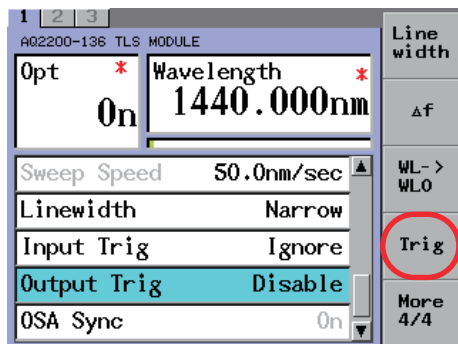 1 2 3
AQ2200-136 TLS MODULE
Opt *
On
Wavelength *
1440.000nm
Sweep Speed 50.0nm/sec
Linewidth Narrow
Input Trig Ignore
Output Trig Disable
OSA Sync On
Line
width
Δf
WL->
WL0
Trig
More
4/4